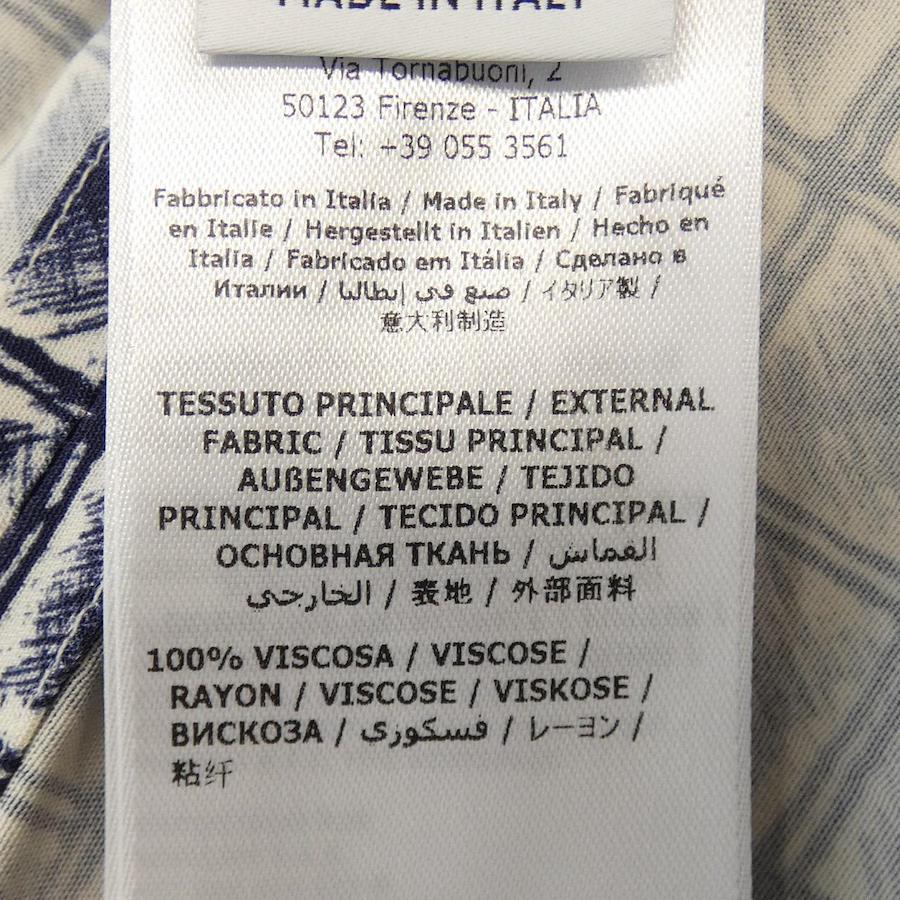 MADE IN ITALY
Via Tornabuoni, 2
50123 Firenze - ITALIA
Tel: +39 055 3561
Fabbricato in Italia / Made in Italy / Fabriqué
en Italie / Hergestellt in Italien / Hecho en
Italia / Fabricado em Itália / Сделано в
Италии / صنع في إيطاليا / イタリア製 /
意大利制造
TESSUTO PRINCIPALE / EXTERNAL
FABRIC / TISSU PRINCIPAL /
AUßENGEWEBE / TEJIDO
PRINCIPAL / TECIDO PRINCIPAL /
ОСНОВНАЯ ТКАНЬ / القماش
الخارجي / 表地 / 外部面料
100% VISCOSA / VISCOSE /
RAYON / VISCOSE / VISKOSE /
ВИСКОЗА / فسكوزي / レーヨン /
粘纤